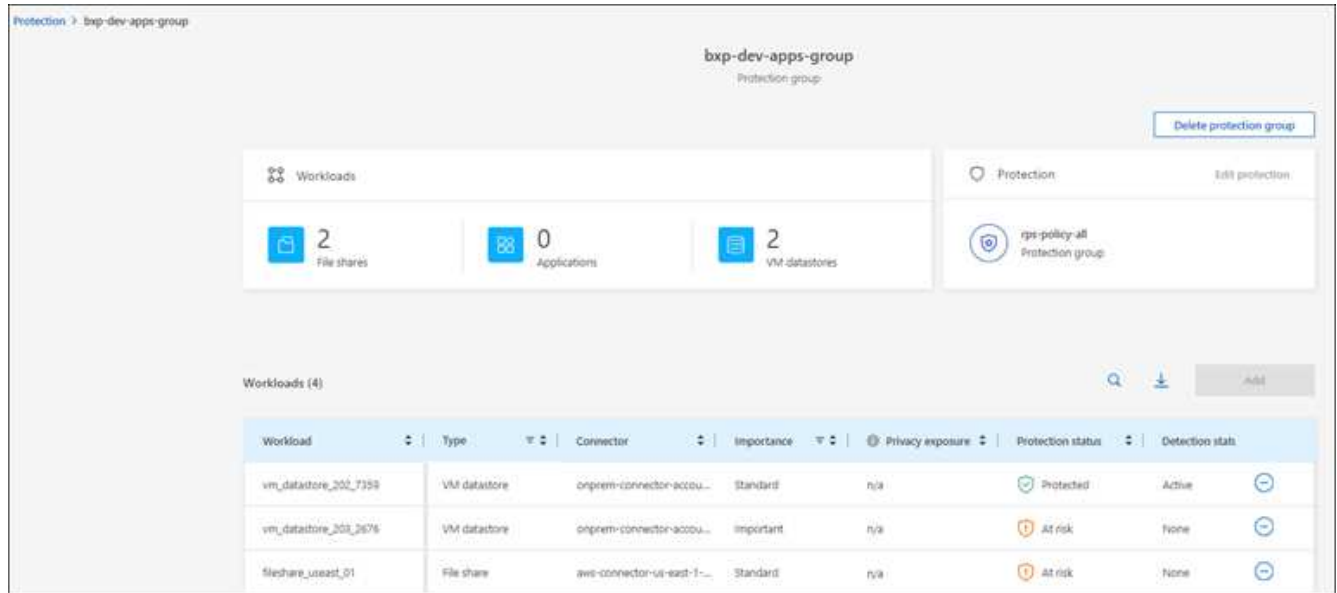 Protection > bxp-dev-apps-group
bxp-dev-apps-group
Protection group
Delete protection group
Workloads
Protection Edit protection
2 File shares
0 Applications
2 VM datastores
rps-policy-all
Protection group
Workloads (4)
Add
Workload Type Connector Importance Privacy exposure Protection status Detection stat
vm_datastore_202_7359 VM datastore onprem-connector-accou... Standard n/a Protected Active
vm_datastore_203_2676 VM datastore onprem-connector-accou... Important n/a At risk None
fileshare_useast_01 File share aws-connector-us-east-1-... Standard n/a At risk None